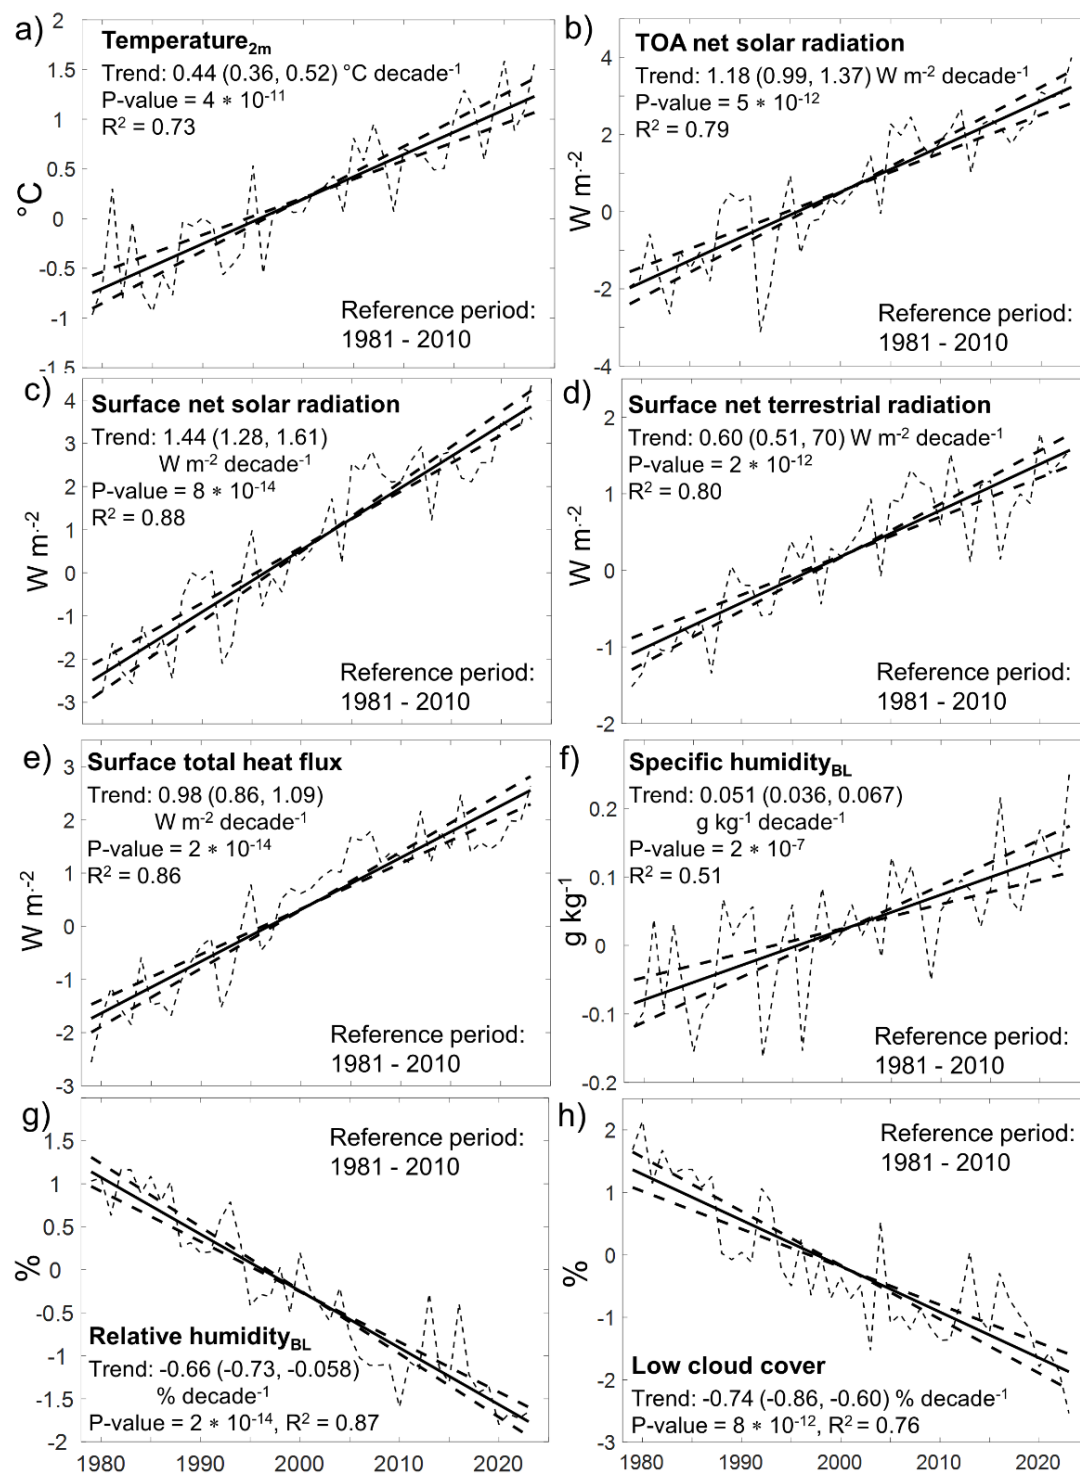 a)
Temperature2m
Trend: 0.44 (0.36, 0.52) °C decade-1
P-value = 4 * 10-11
R2 = 0.73
2
1.5
1
0.5
0
-0.5
-1
-1.5
°C
Reference period:
1981 - 2010
b)
TOA net solar radiation
Trend: 1.18 (0.99, 1.37) W m-2 decade-1
P-value = 5 * 10-12
R2 = 0.79
4
2
0
-2
-4
W m-2
Reference period:
1981 - 2010
c)
Surface net solar radiation
Trend: 1.44 (1.28, 1.61)
W m-2 decade-1
P-value = 8 * 10-14
R2 = 0.88
4
3
2
1
0
-1
-2
-3
W m.-2
Reference period:
1981 - 2010
d)
Surface net terrestrial radiation
Trend: 0.60 (0.51, 70) W m-2 decade-1
P-value = 2 * 10-12
R2 = 0.80
2
1
0
-1
-2
W m.-2
Reference period:
1981 - 2010
e)
Surface total heat flux
Trend: 0.98 (0.86, 1.09)
W m-2 decade-1
P-value = 2 * 10-14
R2 = 0.86
3
2
1
0
-1
-2
-3
W m.-2
Reference period:
1981 - 2010
f)
Specific humidityBL
Trend: 0.051 (0.036, 0.067)
g kg-1 decade-1
P-value = 2 * 10-7
R2 = 0.51
0.2
0.1
0
-0.1
-0.2
g kg-1
Reference period:
1981 - 2010
g)
Reference period:
1981 - 2010
1.5
1
0.5
0
-0.5
-1
-1.5
-2
%
Relative humidityBL
Trend: -0.66 (-0.73, -0.058)
% decade-1
P-value = 2 * 10-14, R2 = 0.87
1980 1990 2000 2010 2020
h)
Reference period:
1981 - 2010
2
1
0
-1
-2
-3
%
Low cloud cover
Trend: -0.74 (-0.86, -0.60) % decade-1
P-value = 8 * 10-12, R2 = 0.76
1980 1990 2000 2010 2020